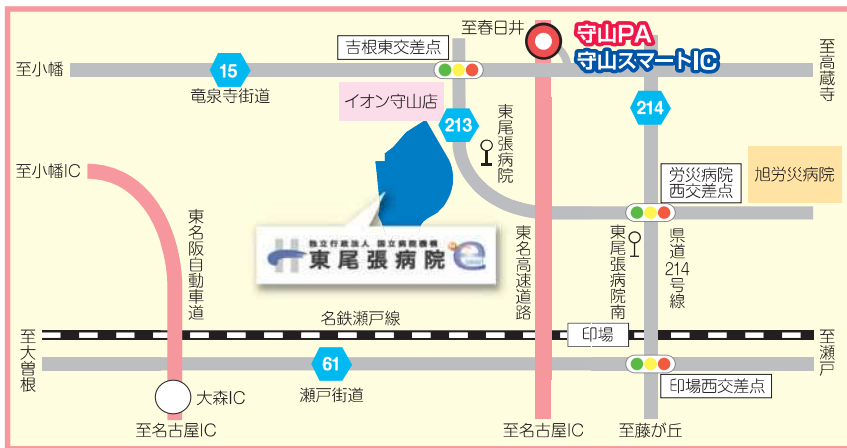 至春日井
守山PA
守山スマートIC
吉根東交差点
至小幡
15
竜泉寺街道
至高蔵寺
イオン守山店
213
東尾張病院
214
労災病院
西交差点
旭労災病院
至小幡IC
東名阪自動車道
独立行政法人 国立病院機構
東尾張病院
東名高速道路
東尾張病院南
県道214号線
名鉄瀬戸線
印場
至大曽根
至瀬戸
61
瀬戸街道
印場西交差点
大森IC
至名古屋IC
至名古屋IC
至藤が丘